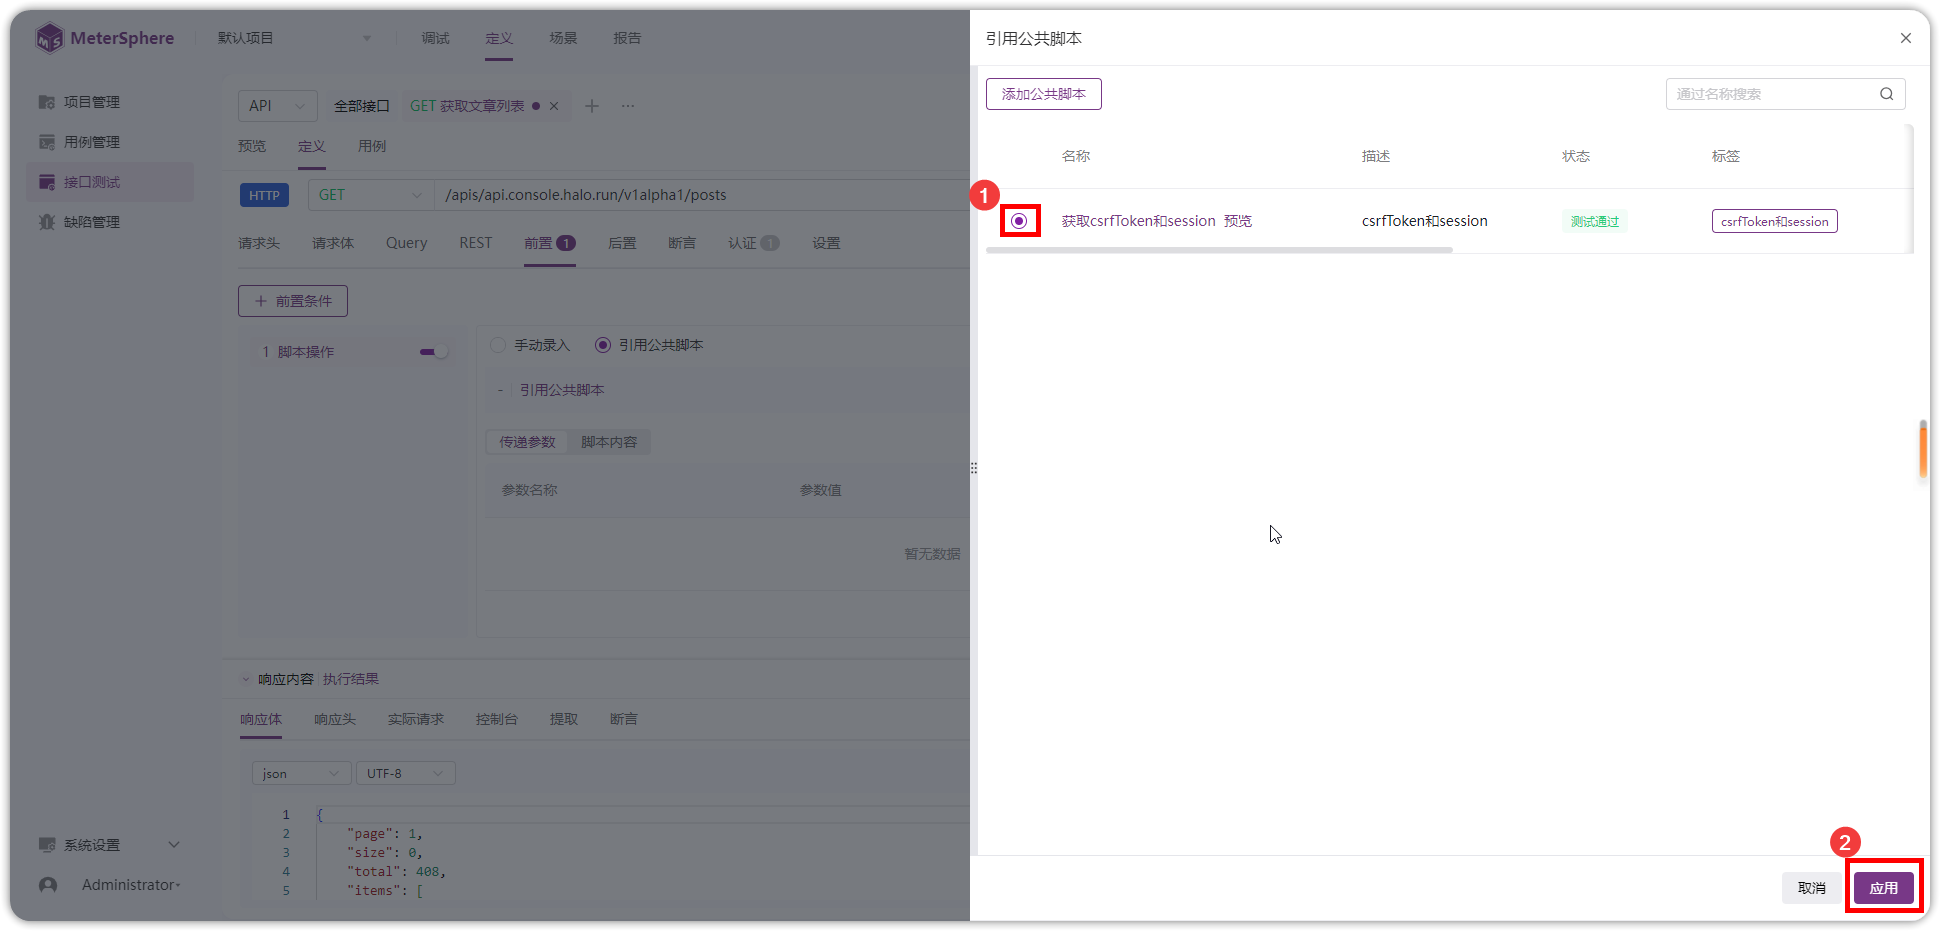 MeterSphere
默认项目
调试
定义
场景
报告
项目管理
用例管理
接口测试
缺陷管理
系统设置
Administrator
API
全部接口
GET 获取文章列表
预览
定义
用例
HTTP
GET
/apis/api.console.halo.run/v1alpha1/posts
请求头
请求体
Query
REST
前置 1
后置
断言
认证 1
设置
+ 前置条件
1 脚本操作
手动录入
引用公共脚本
- 引用公共脚本
传递参数
脚本内容
参数名称
参数值
暂无数据
响应内容
执行结果
响应体
响应头
实际请求
控制台
提取
断言
json
UTF-8
1 {
2 "page": 1,
3 "size": 0,
4 "total": 408,
5 "items": [
引用公共脚本
添加公共脚本
通过名称搜索
名称
描述
状态
标签
1
获取csrfToken和session 预览
csrfToken和session
测试通过
csrfToken和session
2
取消
应用